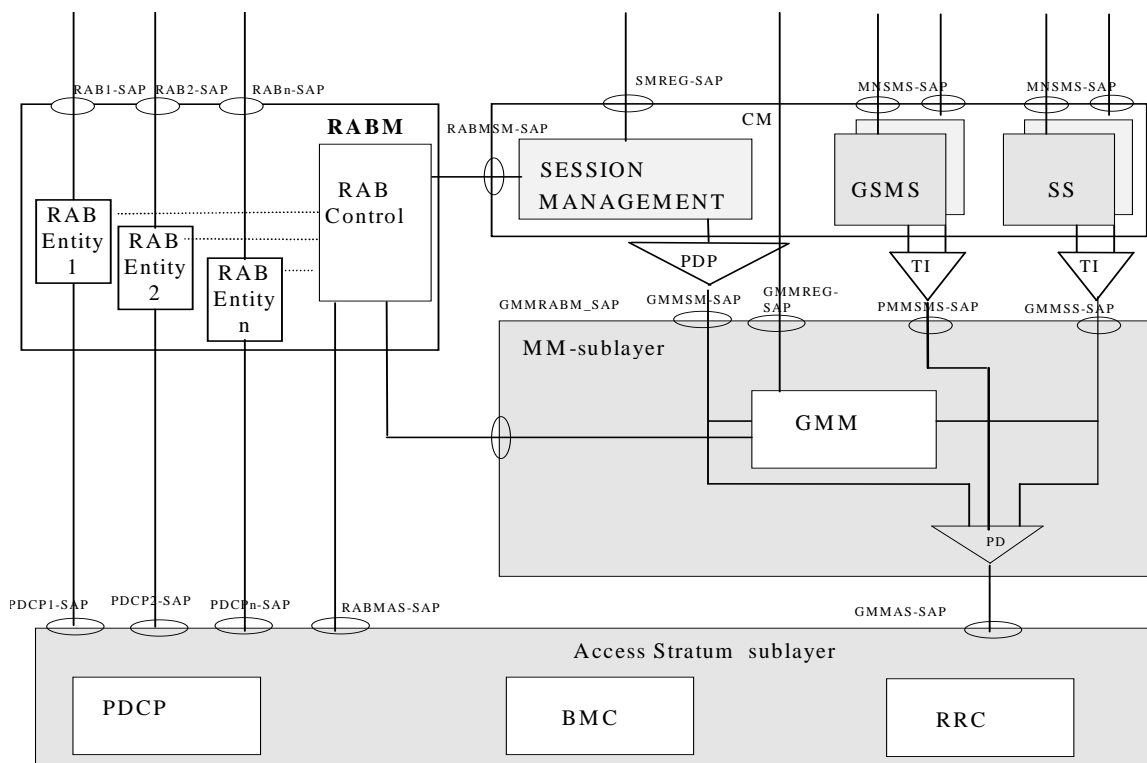 RAB1-SAP
RAB2-SAP
RABn-SAP
SMREG-SAP
MNSMS-SAP
MNSMS-SAP
RABM
RABMSM-SAP
CM
RAB
Control
SESSION
MANAGEMENT
GSMS
SS
RAB
Entity
1
RAB
Entity
2
RAB
Entity
n
PDP
TI
TI
GMMRABM_SAP
GMMSM-SAP
GMMREG-
SAP
PMMSMS-SAP
GMMSS-SAP
MM-sublayer
GMM
PD
PDCP1-SAP
PDCP2-SAP
PDCPn-SAP
RABMAS-SAP
GMMAS-SAP
Access Stratum sublayer
PDCP
BMC
RRC